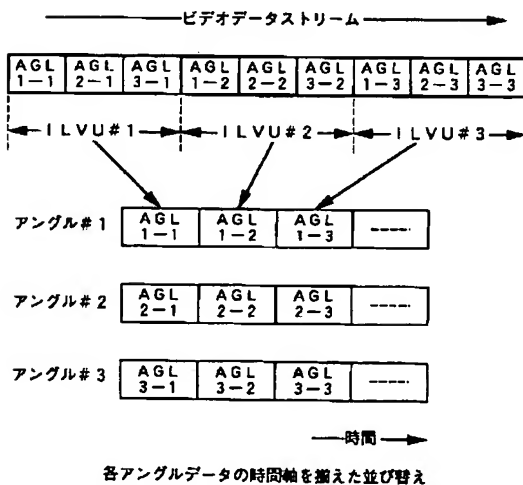 ビデオデータストリーム
AGL 1-1 AGL 2-1 AGL 3-1 AGL 1-2 AGL 2-2 AGL 3-2 AGL 1-3 AGL 2-3 AGL 3-3
ILVU#1 ILVU#2 ILVU#3
アングル#1 AGL 1-1 AGL 1-2 AGL 1-3
アングル#2 AGL 2-1 AGL 2-2 AGL 2-3
アングル#3 AGL 3-1 AGL 3-2 AGL 3-3
時間
各アングルデータの時間軸を揃えた並び替え